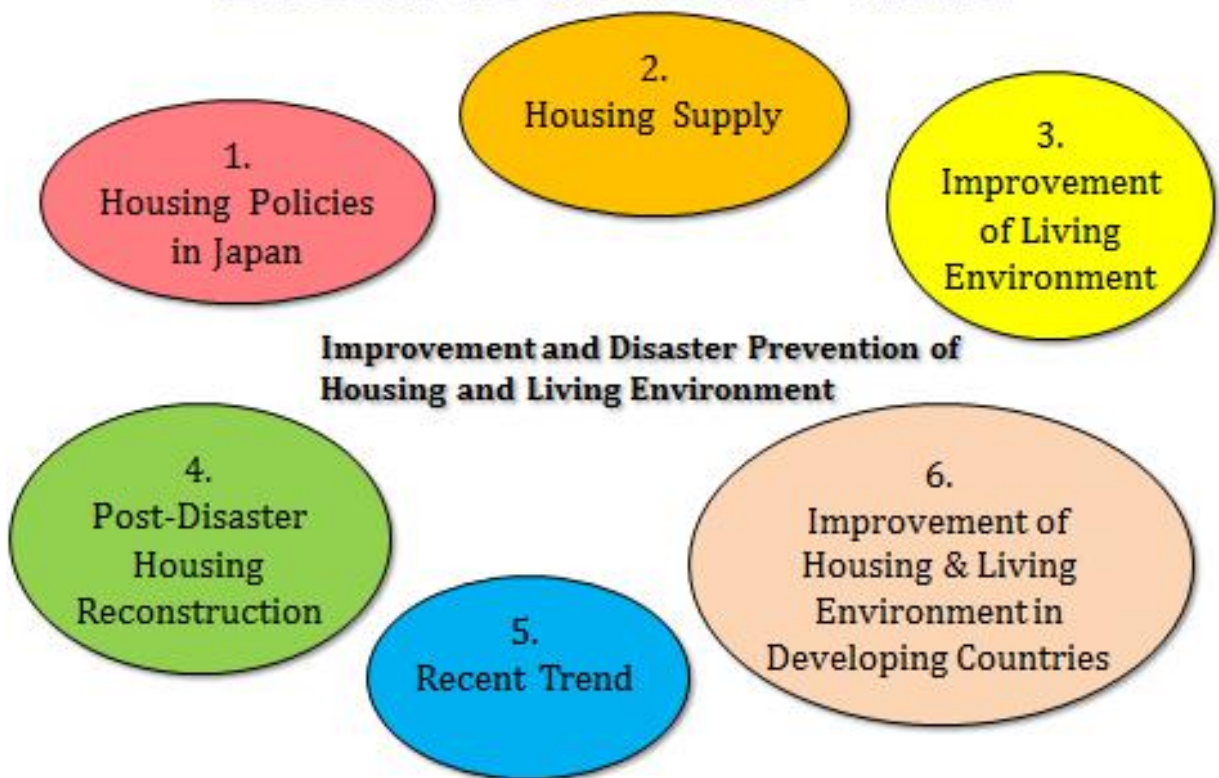 1.
Housing Policies
in Japan
2.
Housing Supply
3.
Improvement
of Living
Environment
Improvement and Disaster Prevention of
Housing and Living Environment
4.
Post-Disaster
Housing
Reconstruction
5.
Recent Trend
6.
Improvement of
Housing & Living
Environment in
Developing Countries